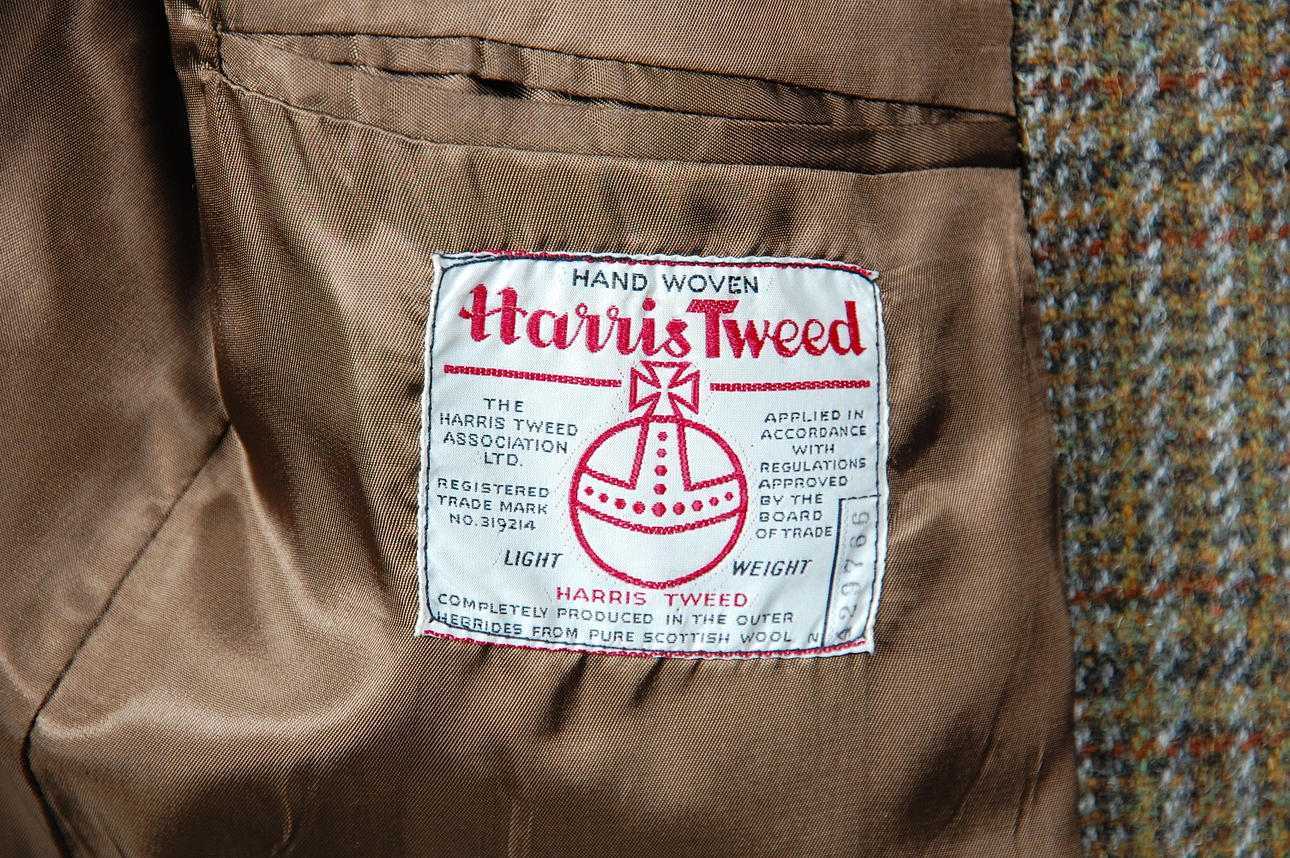 HAND WOVEN
Harris Tweed
THE
HARRIS TWEED
ASSOCIATION
LTD.
REGISTERED
TRADE MARK
NO.319214
APPLIED IN
ACCORDANCE
WITH
REGULATIONS
APPROVED
BY THE
BOARD
OF TRADE
LIGHT WEIGHT
HARRIS TWEED
COMPLETELY PRODUCED IN THE OUTER
HEBRIDES FROM PURE SCOTTISH WOOL
429766